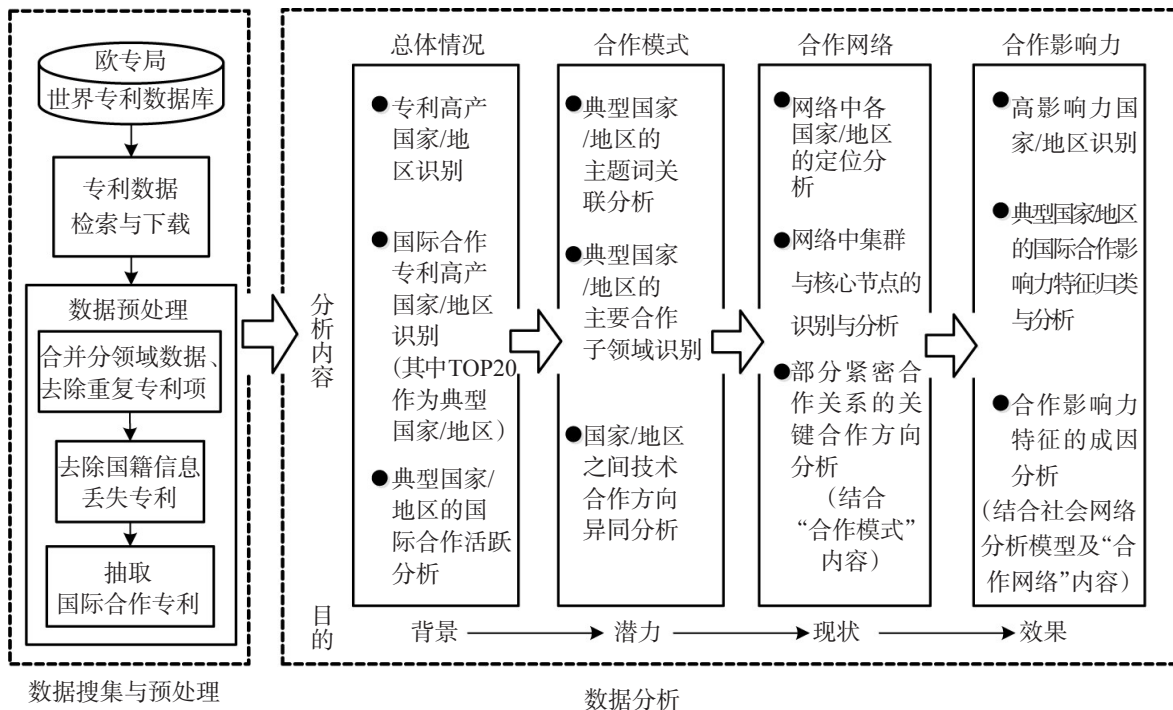 欧专局
世界专利数据库
专利数据
检索与下载
数据预处理
合并分领域数据、
去除重复专利项
去除国籍信息
丢失专利
抽取
国际合作专利
数据搜集与预处理
分析内容
目的
总体情况
●专利高产
国家/地
区识别
●国际合作
专利高产
国家/地区
识别
(其中TOP20
作为典型
国家/地区)
●典型国家/
地区的国
际合作活跃
分析
背景
合作模式
●典型国家
/地区的
主题词关
联分析
●典型国家
/地区的
主要合作
子领域识别
●国家/地区
之间技术
合作方向
异同分析
潜力
合作网络
●网络中各
国家/地区
的定位分
析
●网络中集群
与核心节点的
识别与分析
●部分紧密合
作关系的关
键合作方向
分析
(结合
“合作模式”
内容)
现状
合作影响力
●高影响力国
家/地区识别
●典型国家/地区
的国际合作影
响力特征归类
与分析
●合作影响力
特征的成因
分析
(结合社会网络
分析模型及“合
作网络”内容)
效果
数据分析